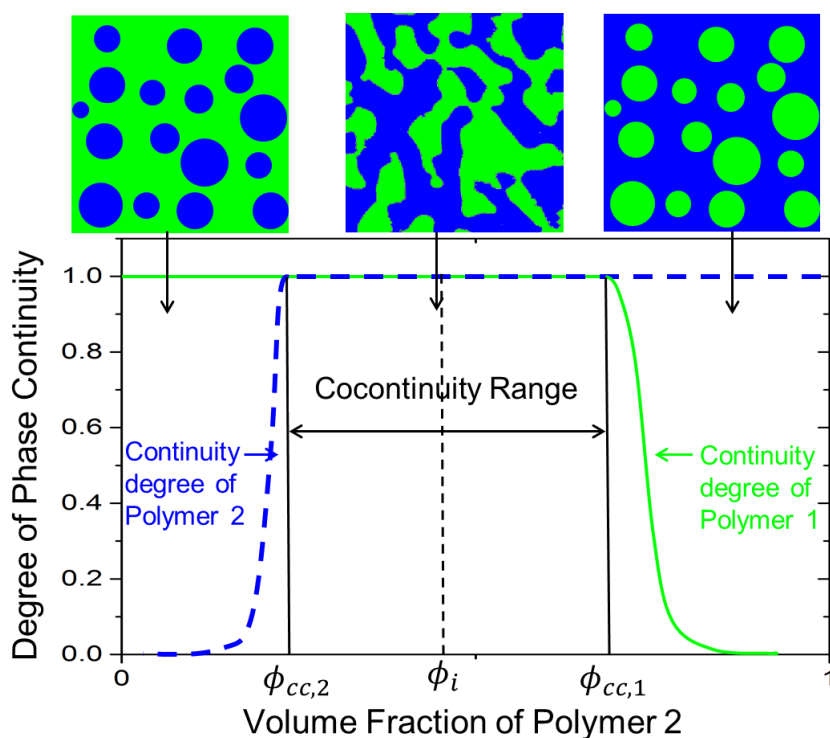 1.0
0.8
0.6
0.4
0.2
0.0
Degree of Phase Continuity
Cocontinuity Range
Continuity
degree of
Polymer 2
Continuity
degree of
Polymer 1
0
𝜙cc,2
𝜙i
𝜙cc,1
1
Volume Fraction of Polymer 2